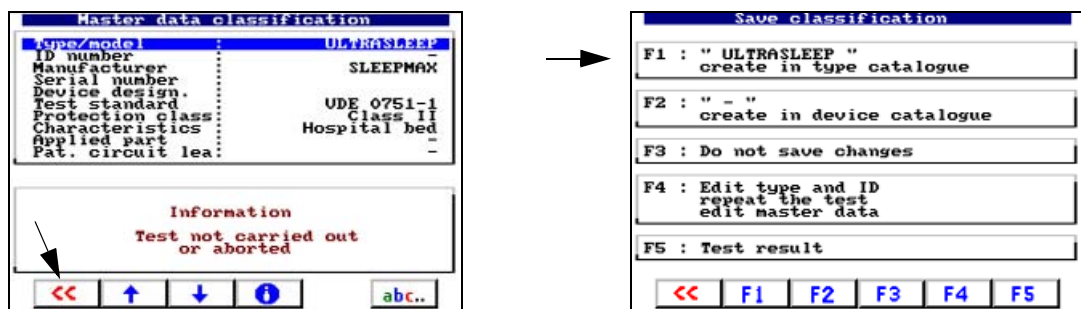 Master data classification
Type/model : ULTRASLEEP
ID number : -
Manufacturer : SLEEPMAX
Serial number :
Device design. :
Test standard : VDE 0751-1
Protection class: Class II
Characteristics : Hospital bed
Applied part : -
Pat. circuit lea: -
Information
Test not carried out
or aborted
<< ↑ ↓ i abc..
Save classification
F1 : " ULTRASLEEP "
create in type catalogue
F2 : " - "
create in device catalogue
F3 : Do not save changes
F4 : Edit type and ID
repeat the test
edit master data
F5 : Test result
<< F1 F2 F3 F4 F5